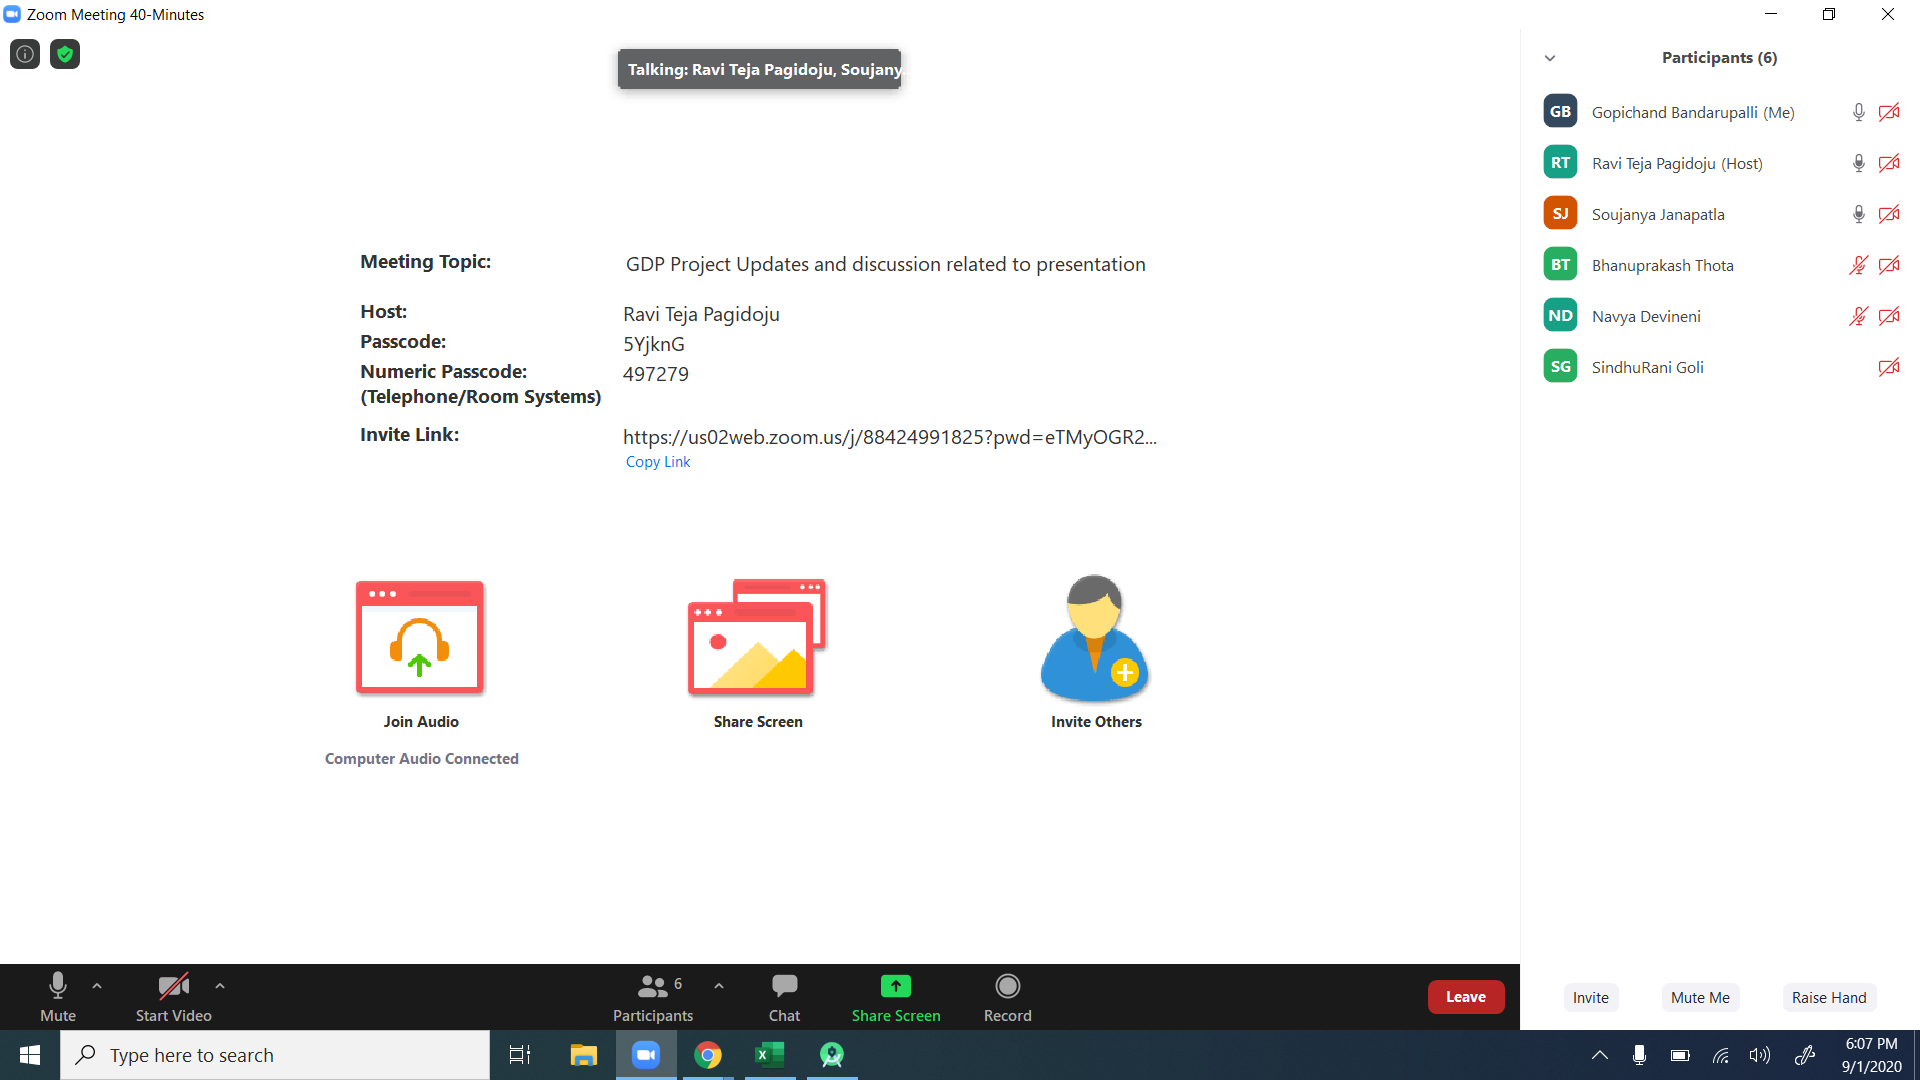 Zoom Meeting 40-Minutes
Talking: Ravi Teja Pagidoju, Soujany...
Participants (6)
GB Gopichand Bandarupalli (Me)
RT Ravi Teja Pagidoju (Host)
SJ Soujanya Janapatla
BT Bhanuprakash Thota
ND Navya Devineni
SG SindhuRani Goli
Meeting Topic: GDP Project Updates and discussion related to presentation
Host: Ravi Teja Pagidoju
Passcode: 5YjknG
Numeric Passcode: 497279
(Telephone/Room Systems)
Invite Link: https://us02web.zoom.us/j/88424991825?pwd=eTMyOGR2...
Copy Link
Join Audio Share Screen Invite Others
Computer Audio Connected
6
Mute Start Video Participants Chat Share Screen Record
Leave
Invite Mute Me Raise Hand
Type here to search
6:07 PM
9/1/2020